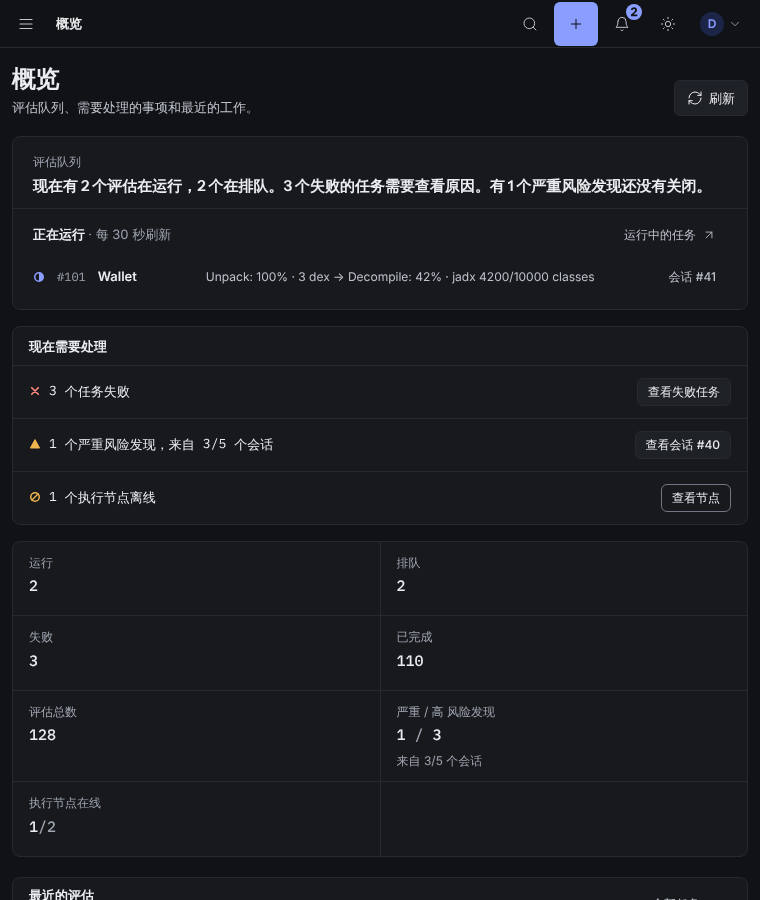 概览
2
D
概览
评估队列、需要处理的事项和最近的工作。
刷新
评估队列
现在有 2 个评估在运行，2 个在排队。3 个失败的任务需要查看原因。有 1 个严重风险发现还没有关闭。
正在运行 · 每 30 秒刷新
运行中的任务
#101 Wallet Unpack: 100% · 3 dex → Decompile: 42% · jadx 4200/10000 classes 会话 #41
现在需要处理
3 个任务失败 查看失败任务
1 个严重风险发现，来自 3/5 个会话 查看会话 #40
1 个执行节点离线 查看节点
运行
2
排队
2
失败
3
已完成
110
评估总数
128
严重 / 高 风险发现
1 / 3
来自 3/5 个会话
执行节点在线
1/2
最近的评估